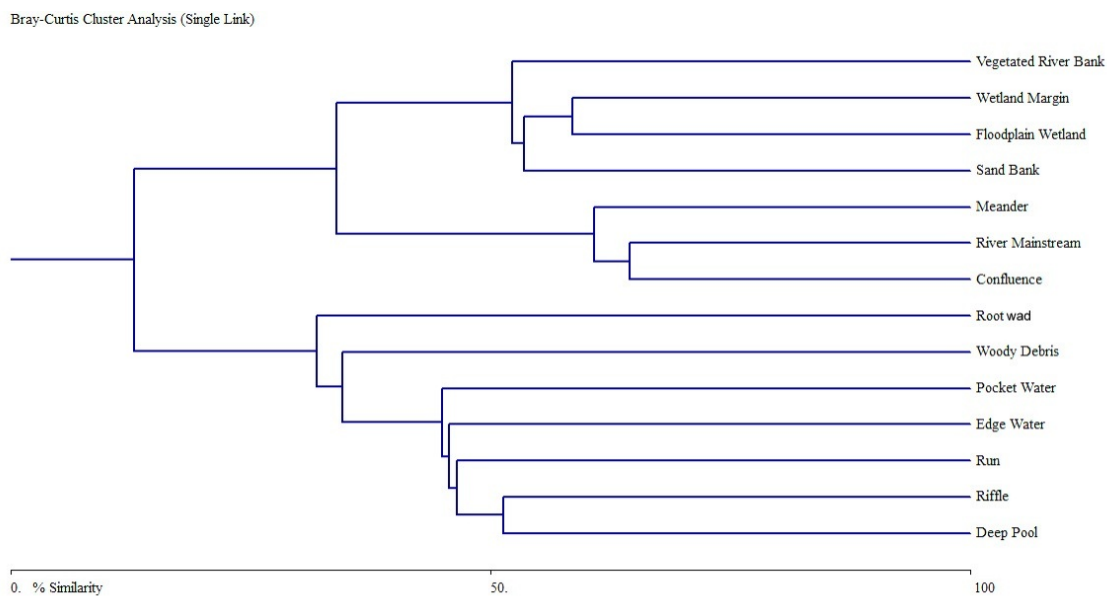 Bray-Curtis Cluster Analysis (Single Link)
Vegetated River Bank
Wetland Margin
Floodplain Wetland
Sand Bank
Meander
River Mainstream
Confluence
Root wad
Woody Debris
Pocket Water
Edge Water
Run
Riffle
Deep Pool
0. % Similarity 50. 100